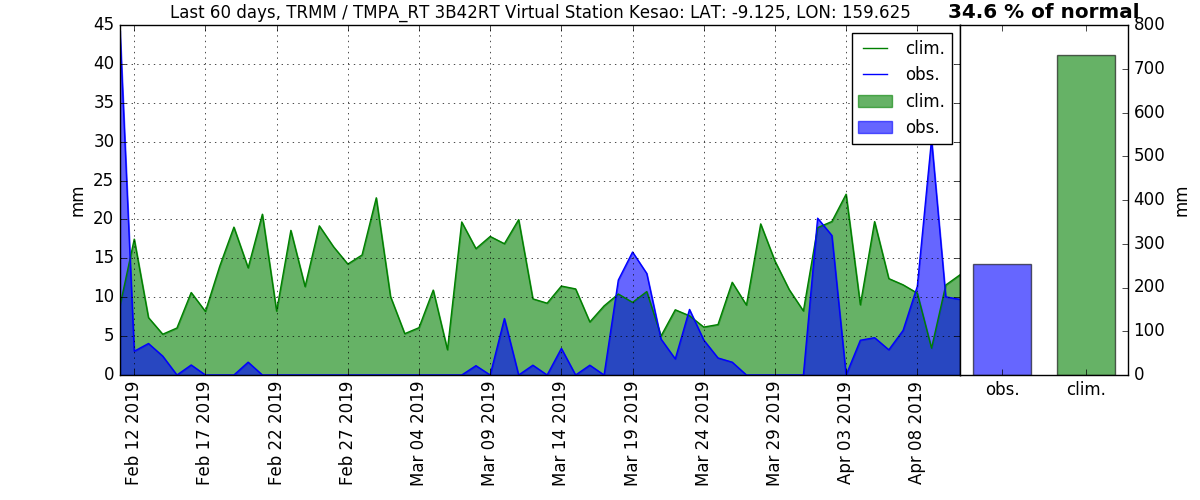 Last 60 days, TRMM / TMPA_RT 3B42RT Virtual Station Kesao: LAT: -9.125, LON: 159.625
34.6 % of normal
45
40
35
30
25
20
15
10
5
0
mm
clim.
obs.
clim.
obs.
800
700
600
500
400
300
200
100
0
mm
obs.
clim.
Feb 12 2019
Feb 17 2019
Feb 22 2019
Feb 27 2019
Mar 04 2019
Mar 09 2019
Mar 14 2019
Mar 19 2019
Mar 24 2019
Mar 29 2019
Apr 03 2019
Apr 08 2019